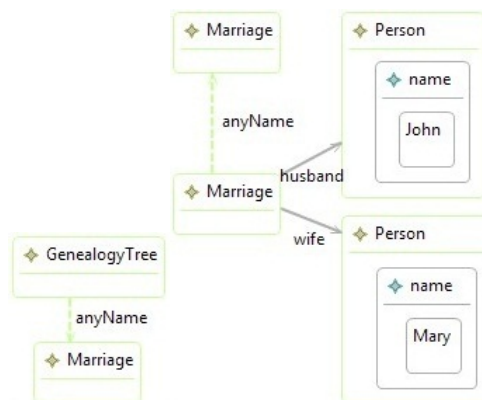 Marriage
Person
name
John
anyName
husband
Marriage
wife
Person
name
Mary
GenealogyTree
anyName
Marriage